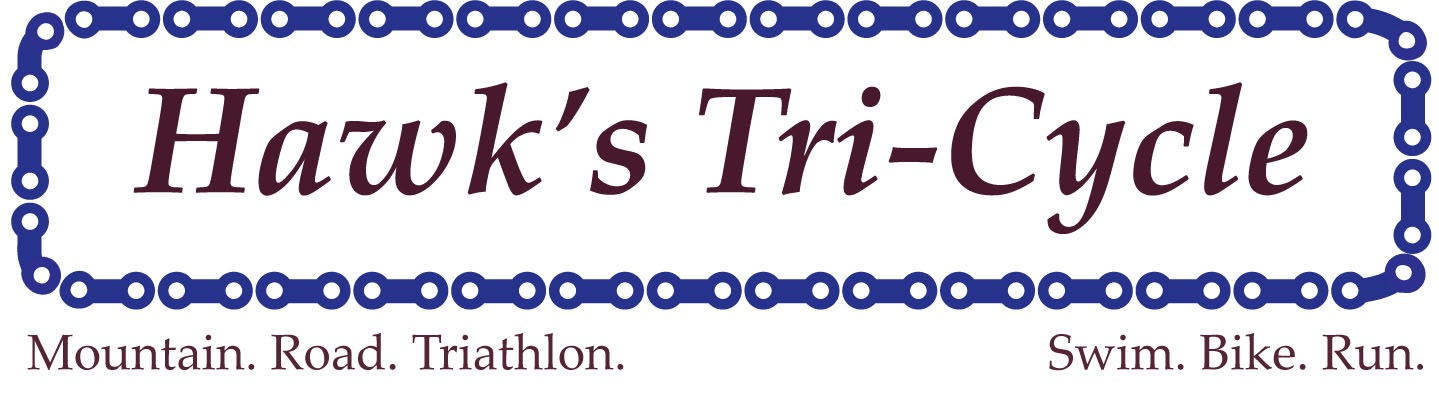 Hawk’s Tri-Cycle
Mountain. Road. Triathlon. Swim. Bike. Run.